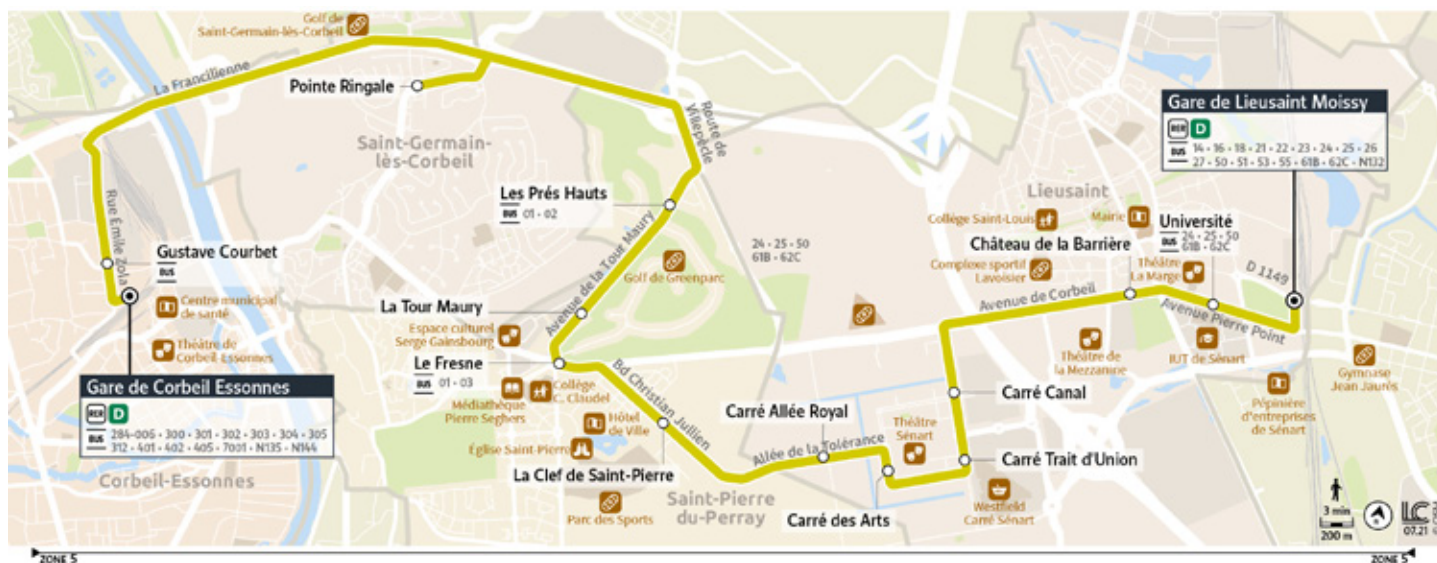 Golf de
Saint-Germain-lès-Corbeil
La Francilienne
Pointe Ringale
Saint-Germain-
lès-Corbeil
Route de
Villepècle
Gare de Lieusaint Moissy
RER D
BUS 14 • 16 • 18 • 21 • 22 • 23 • 24 • 25 • 26
27 • 50 • 51 • 53 • 55 • 61B • 62C • N132
Les Prés Hauts
BUS 01 • 02
Lieusaint
Collège Saint-Louis
Mairie
Université
BUS 24 • 25 • 50
61B • 62C
Château de la Barrière
24 • 25 • 50
61B • 62C
Complexe sportif
Lavoisier
Théâtre
La Marge
D 1149
Rue Émile Zola
Gustave Courbet
BUS
Centre municipal
de santé
Théâtre de
Corbeil-Essonnes
Golf de Greenparc
Avenue de la Tour Maury
La Tour Maury
Espace culturel
Serge Gainsbourg
Avenue de Corbeil
Avenue Pierre Point
Le Fresne
BUS 01 • 03
Bd Christian Jullien
Théâtre de
la Mezzanine
IUT de Sénart
Gymnase
Jean Jaurès
Gare de Corbeil Essonnes
RER D
BUS 284-006 • 300 • 301 • 302 • 303 • 304 • 305
312 • 401 • 402 • 405 • 7001 • N135 • N144
Médiathèque
Pierre Seghers
Collège
C. Claudel
Hôtel
de Ville
Église Saint-Pierre
Carré Canal
Carré Allée Royal
Théâtre
Sénart
Pépinière
d'entreprises
de Sénart
Allée de la Tolérance
Carré Trait d'Union
La Clef de Saint-Pierre
Corbeil-Essonnes
Saint-Pierre
du-Perray
Parc des Sports
Carré des Arts
Westfield
Carré Sénart
3 min
200 m
LC
07.21
ZONE 5
ZONE 5